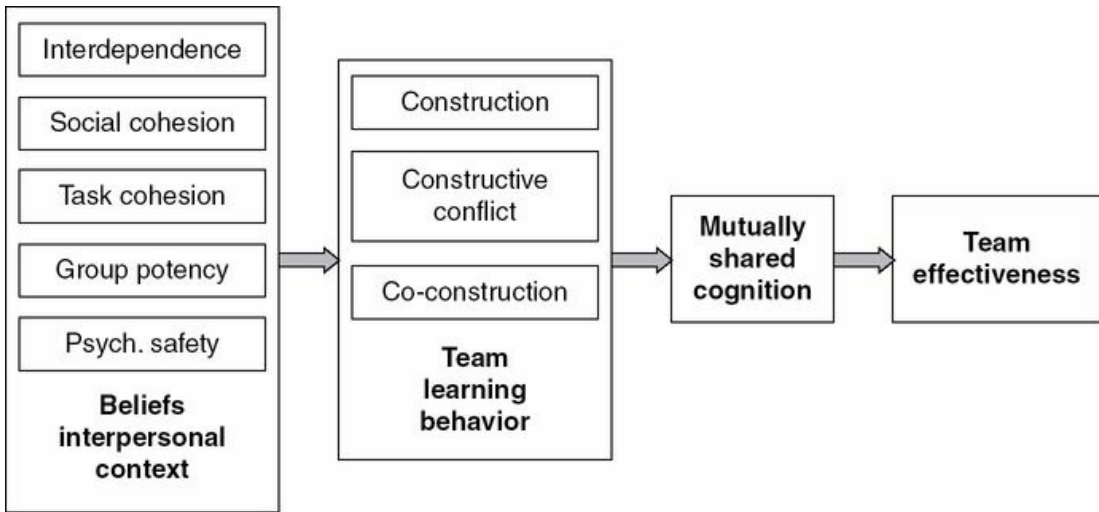 Interdependence
Social cohesion
Task cohesion
Group potency
Psych. safety
Beliefs
interpersonal
context
Construction
Constructive
conflict
Co-construction
Team
learning
behavior
Mutually
shared
cognition
Team
effectiveness